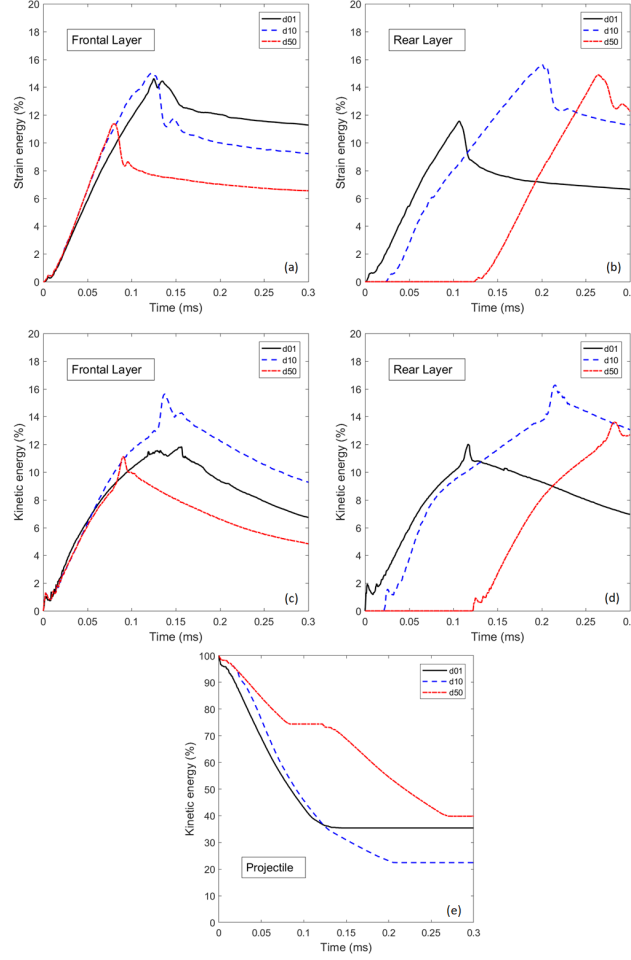 20
18
16
14
12
10
8
6
4
2
0
Strain energy (%)
Frontal Layer
d01
d10
d50
(a)
0 0.05 0.1 0.15 0.2 0.25 0.3
Time (ms)
20
18
16
14
12
10
8
6
4
2
0
Strain energy (%)
Rear Layer
d01
d10
d50
(b)
0 0.05 0.1 0.15 0.2 0.25 0.3
Time (ms)
20
18
16
14
12
10
8
6
4
2
0
Kinetic energy (%)
Frontal Layer
d01
d10
d50
(c)
0 0.05 0.1 0.15 0.2 0.25 0.3
Time (ms)
20
18
16
14
12
10
8
6
4
2
0
Kinetic energy (%)
Rear Layer
d01
d10
d50
(d)
0 0.05 0.1 0.15 0.2 0.25 0.3
Time (ms)
100
90
80
70
60
50
40
30
20
10
0
Kinetic energy (%)
d01
d10
d50
Projectile
(e)
0 0.05 0.1 0.15 0.2 0.25 0.3
Time (ms)